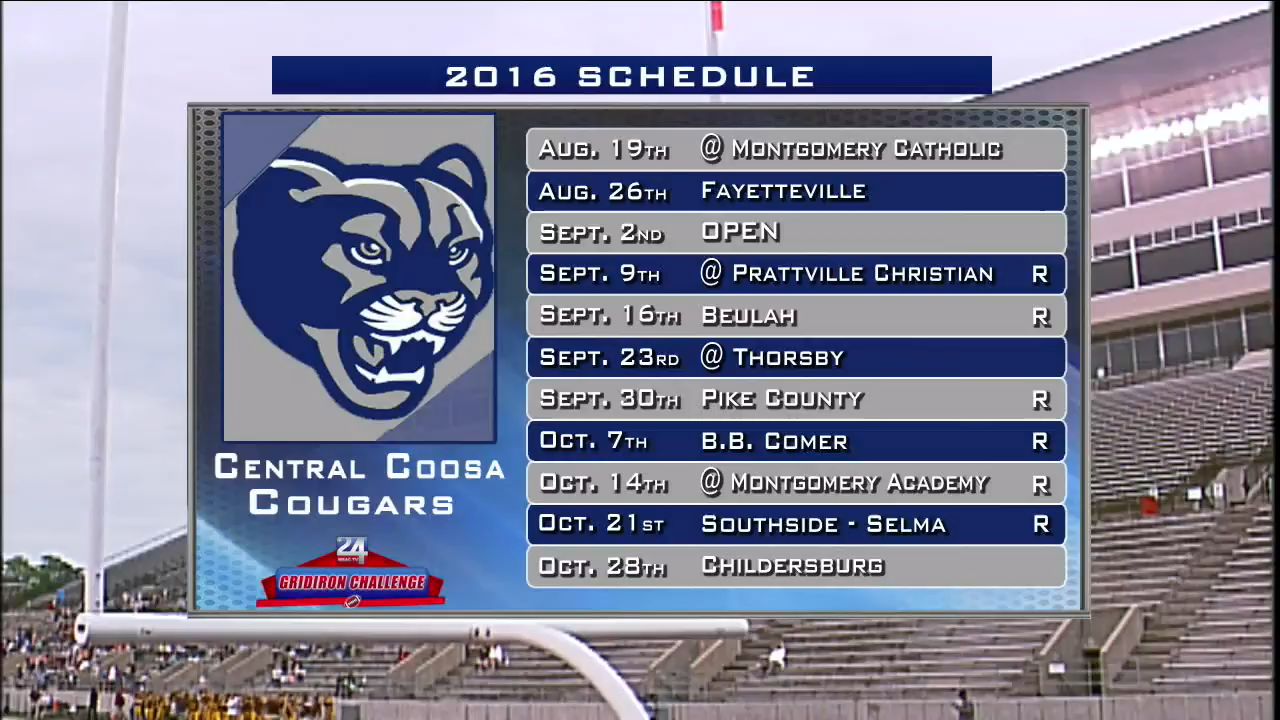 2016 SCHEDULE
AUG. 19TH @ MONTGOMERY CATHOLIC
AUG. 26TH FAYETTEVILLE
SEPT. 2ND OPEN
SEPT. 9TH @ PRATTVILLE CHRISTIAN R
SEPT. 16TH BEULAH R
SEPT. 23RD @ THORSBY
SEPT. 30TH PIKE COUNTY R
OCT. 7TH B.B. COMER R
OCT. 14TH @ MONTGOMERY ACADEMY R
OCT. 21ST SOUTHSIDE - SELMA R
OCT. 28TH CHILDERSBURG
CENTRAL COOSA
COUGARS
24
GRIDIRON CHALLENGE